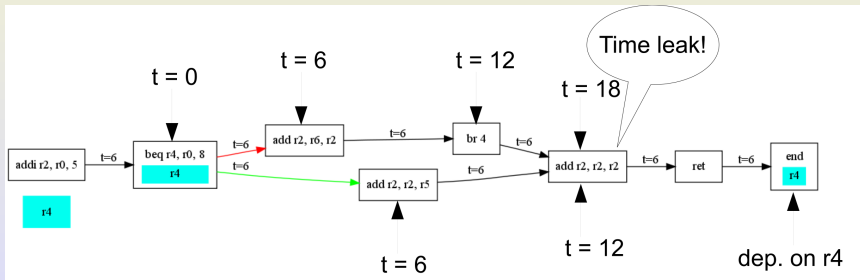 Time leak!
t = 0
t = 6
t = 12
t = 18
addi r2, r0, 5
t=6
beq r4, r0, 8
r4
t=6
t=6
add r2, r6, r2
t=6
br 4
t=6
add r2, r2, r5
t=6
add r2, r2, r2
t=6
ret
t=6
end
r4
r4
t = 6
t = 12
dep. on r4